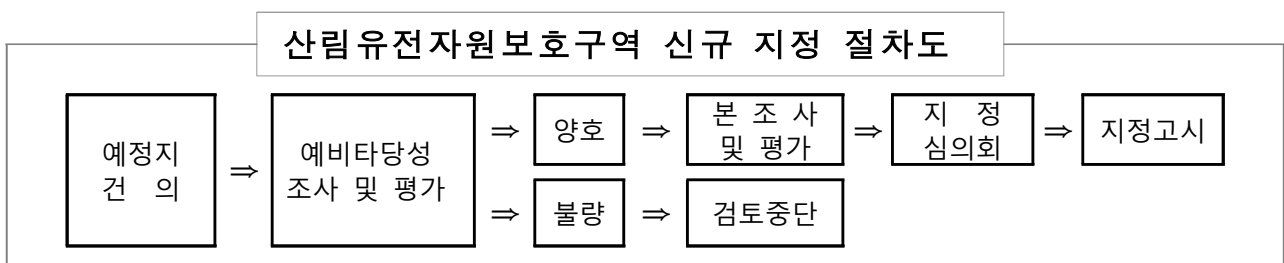 산림유전자원보호구역 신규 지정 절차도
예정지
건 의
⇒
예비타당성
조사 및 평가
⇒
양호
⇒
본 조 사
및 평가
⇒
지 정
심의회
⇒
지정고시
⇒
불량
⇒
검토중단